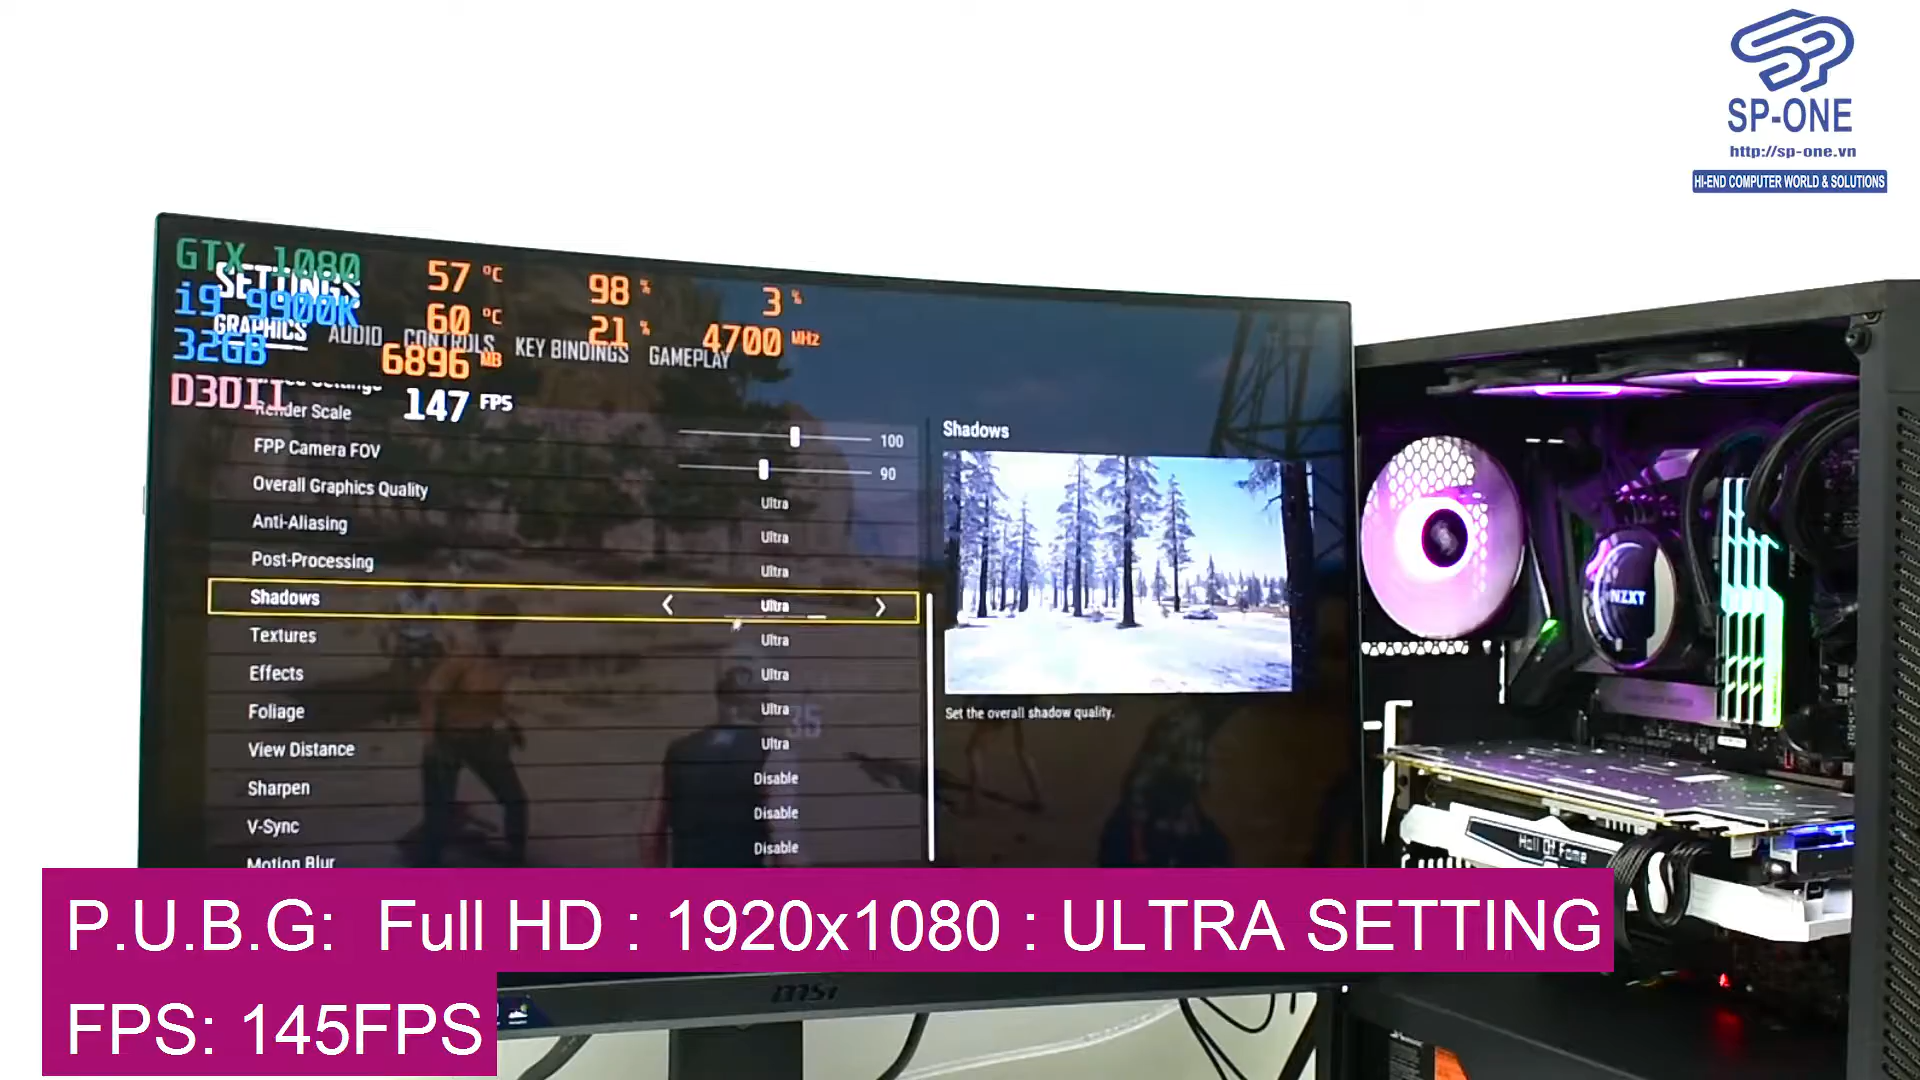 SP-ONE
http://sp-one.vn
HI-END COMPUTER WORLD & SOLUTIONS
GTX 1080 57 °C 98 % 3 %
SETTINGS
i9 9900K 60 °C 21 % 4700 MHz
GRAPHICS AUDIO CONTROLS KEY BINDINGS GAMEPLAY
32GB 6896 MB
D3D11 147 FPS
Render Scale 100
FPP Camera FOV 90
Overall Graphics Quality Ultra
Anti-Aliasing Ultra
Post-Processing Ultra
Shadows < Ultra >
Textures Ultra
Effects Ultra
Foliage Ultra
View Distance Ultra
Sharpen Disable
V-Sync Disable
Motion Blur Disable
Shadows
Set the overall shadow quality.
NZXT
Hall Of Fame
msi
P.U.B.G: Full HD : 1920x1080 : ULTRA SETTING
FPS: 145FPS